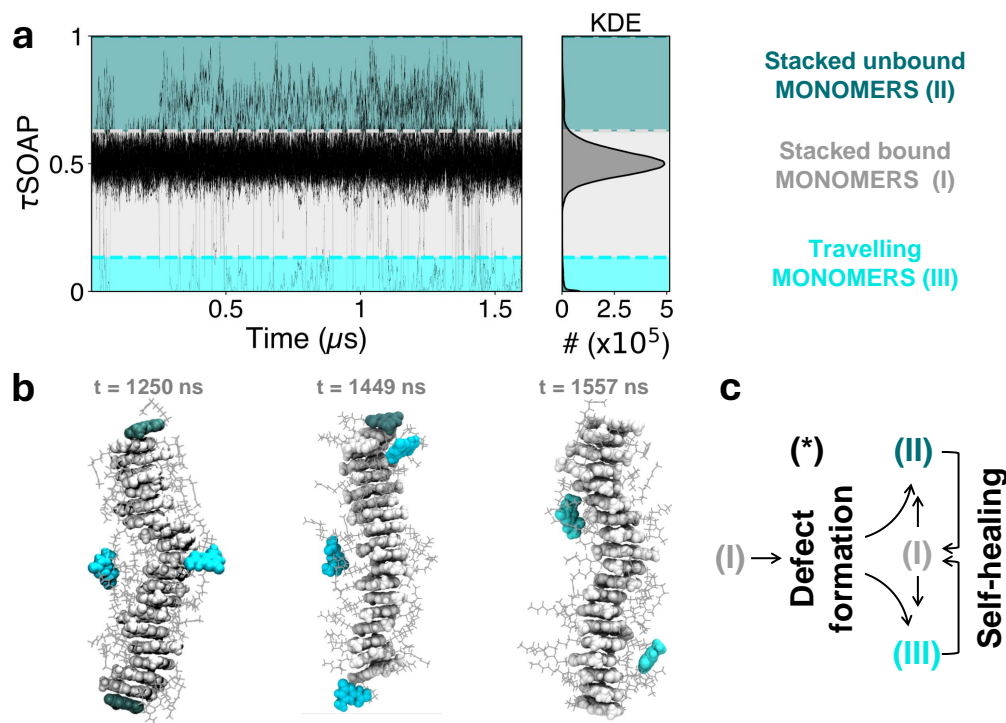 a
KDE
1
0.5
0
τSOAP
0.5
1.0
1.5
Time (μs)
0
2.5
5
# (x10⁵)
Stacked unbound
MONOMERS (II)
Stacked bound
MONOMERS (I)
Travelling
MONOMERS (III)
b
t = 1250 ns
t = 1449 ns
t = 1557 ns
c
(*)
(I)
Defect
formation
(II)
(I)
(III)
Self-healing